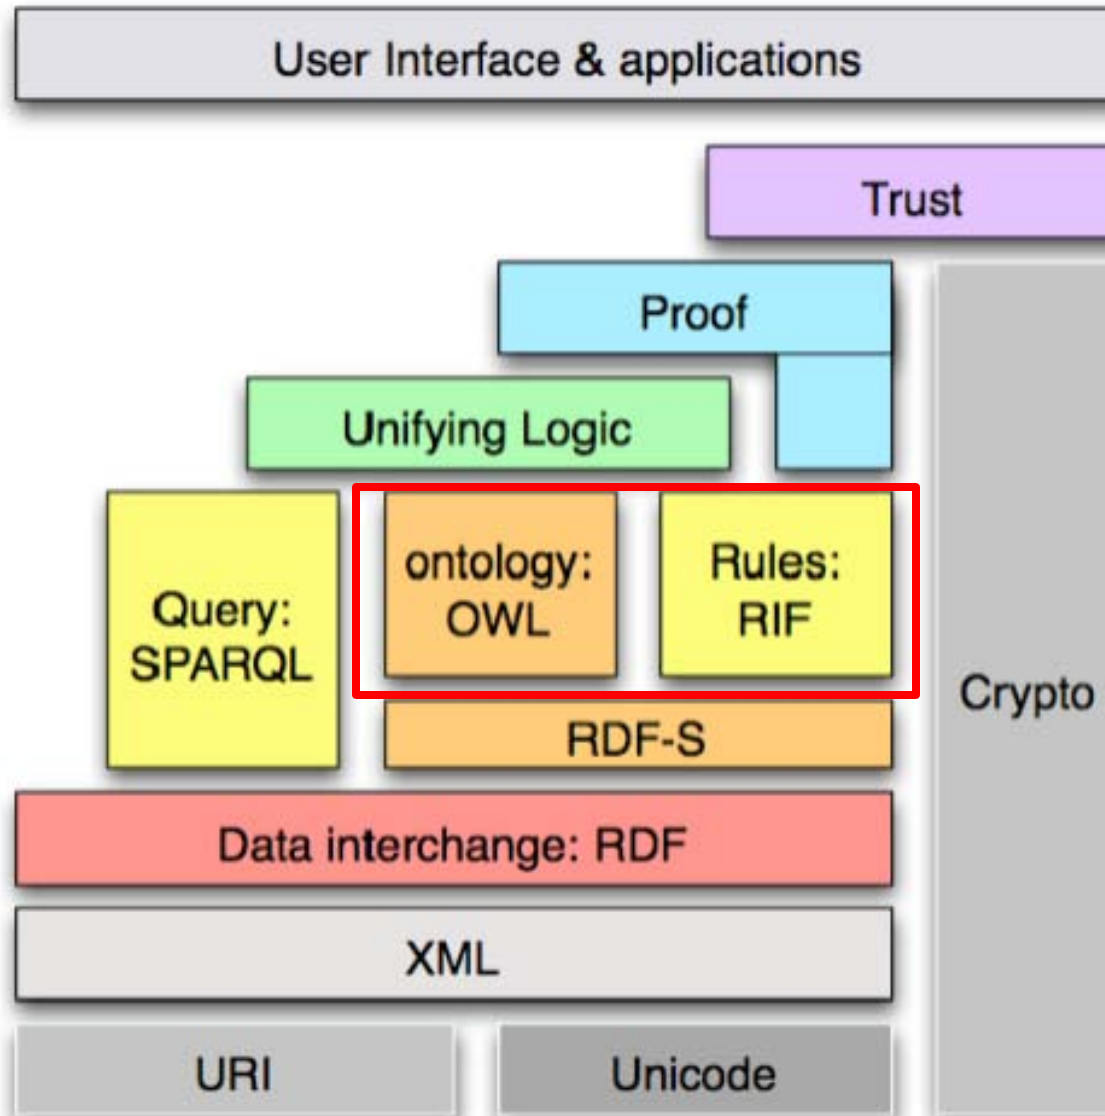 User Interface & applications
Trust
Proof
Unifying Logic
Query:
SPARQL
ontology:
OWL
Rules:
RIF
Crypto
RDF-S
Data interchange: RDF
XML
URI
Unicode